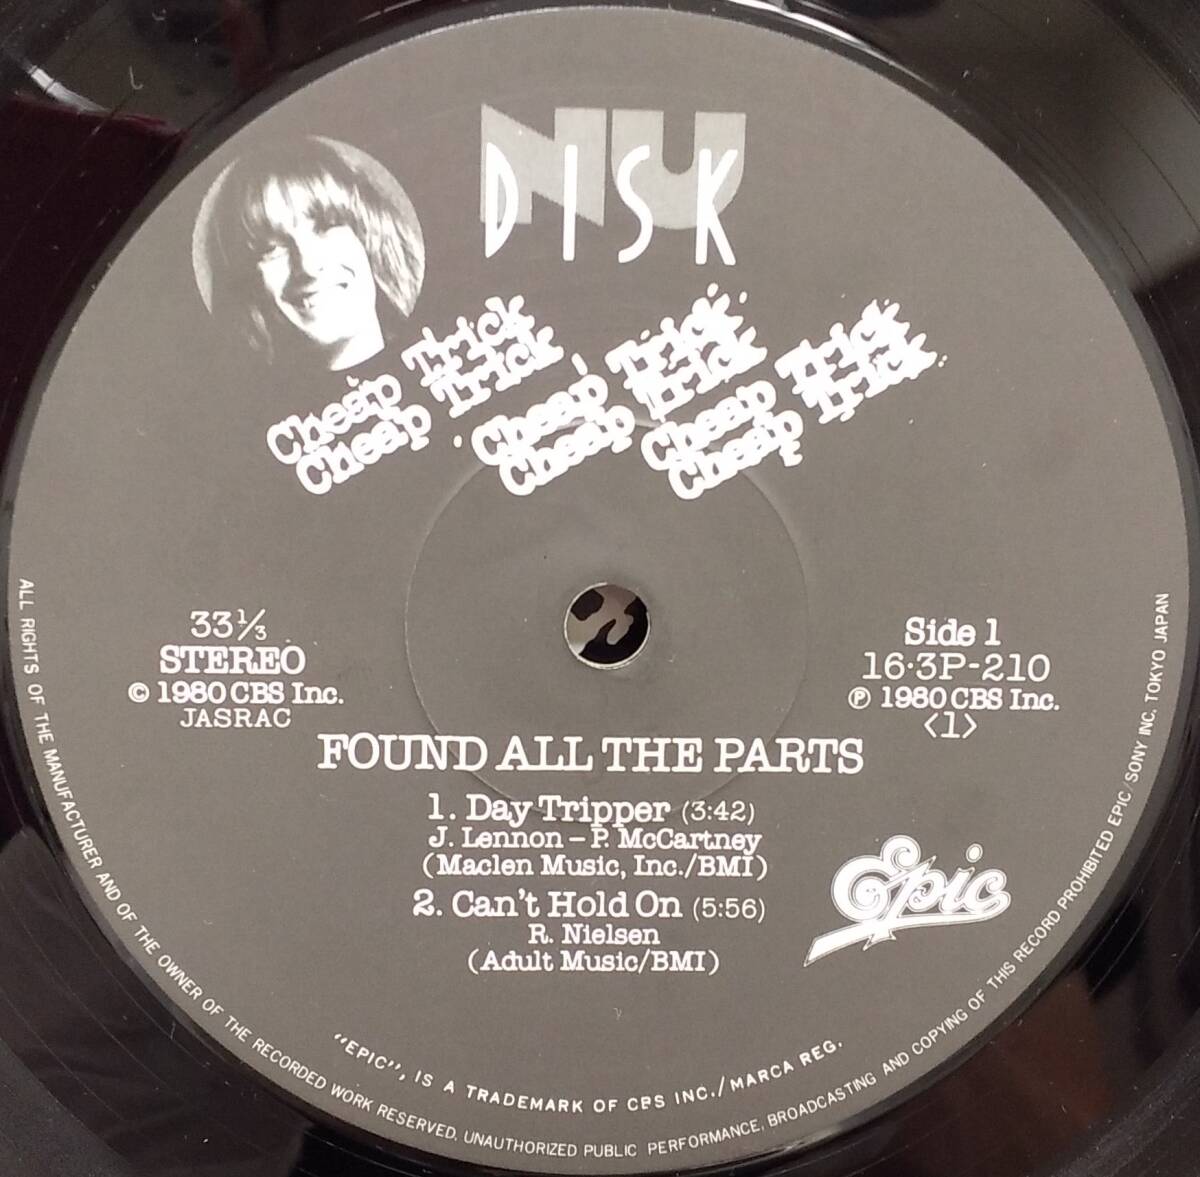 NU
DISK
Cheap Trick
Cheap Trick
Cheap Trick
Cheap Trick
Cheap Trick
Cheap Trick
33⅓
STEREO
© 1980 CBS Inc.
JASRAC
Side 1
16·3P-210
℗ 1980 CBS Inc.
<1>
FOUND ALL THE PARTS
1. Day Tripper (3:42)
J. Lennon – P. McCartney
(Maclen Music, Inc./BMI)
2. Can't Hold On (5:56)
R. Nielsen
(Adult Music/BMI)
Epic
"EPIC", IS A TRADEMARK OF CBS INC./MARCA REG.
ALL RIGHTS OF THE MANUFACTURER AND OF THE OWNER OF THE RECORDED WORK RESERVED. UNAUTHORIZED PUBLIC PERFORMANCE, BROADCASTING AND COPYING OF THIS RECORD PROHIBITED EPIC/SONY INC. TOKYO JAPAN